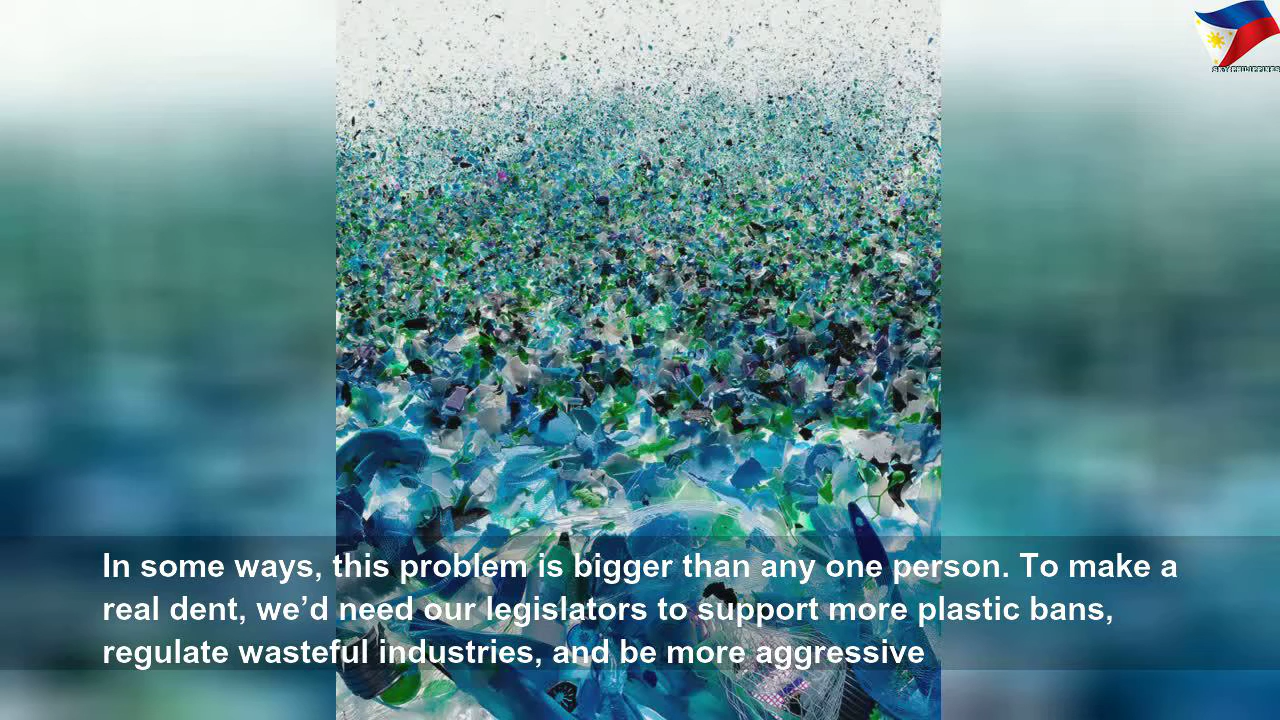 SKYPHILIPPINES
In some ways, this problem is bigger than any one person. To make a
real dent, we’d need our legislators to support more plastic bans,
regulate wasteful industries, and be more aggressive